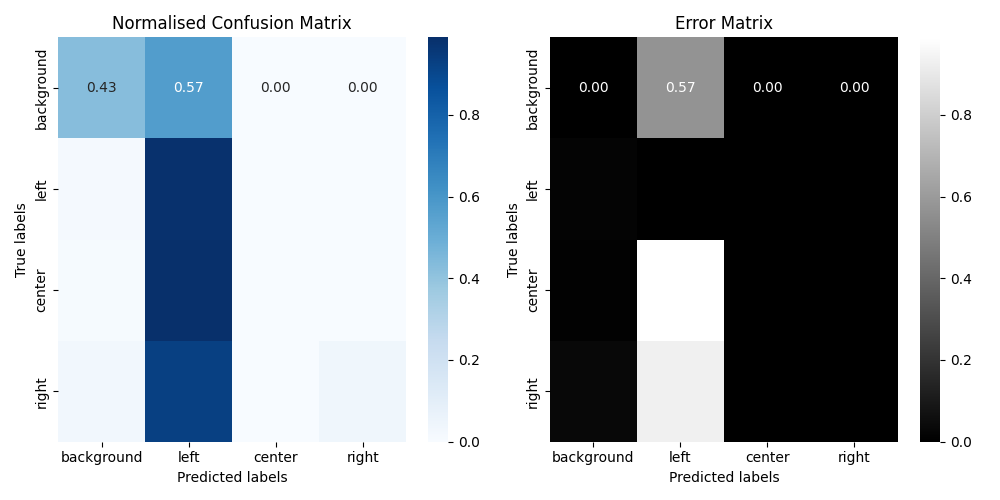 Normalised Confusion Matrix
True labels
background
left
center
right
0.43 0.57 0.00 0.00
background left center right
Predicted labels
0.8
0.6
0.4
0.2
0.0
Error Matrix
True labels
background
left
center
right
0.00 0.57 0.00 0.00
background left center right
Predicted labels
0.8
0.6
0.4
0.2
0.0